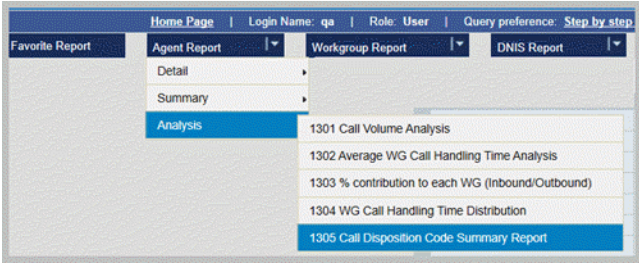 Home Page | Login Name: qa | Role: User | Query preference: Step by step
Favorite Report Agent Report Workgroup Report DNIS Report
Detail
Summary
Analysis
1301 Call Volume Analysis
1302 Average WG Call Handling Time Analysis
1303 % contribution to each WG (Inbound/Outbound)
1304 WG Call Handling Time Distribution
1305 Call Disposition Code Summary Report